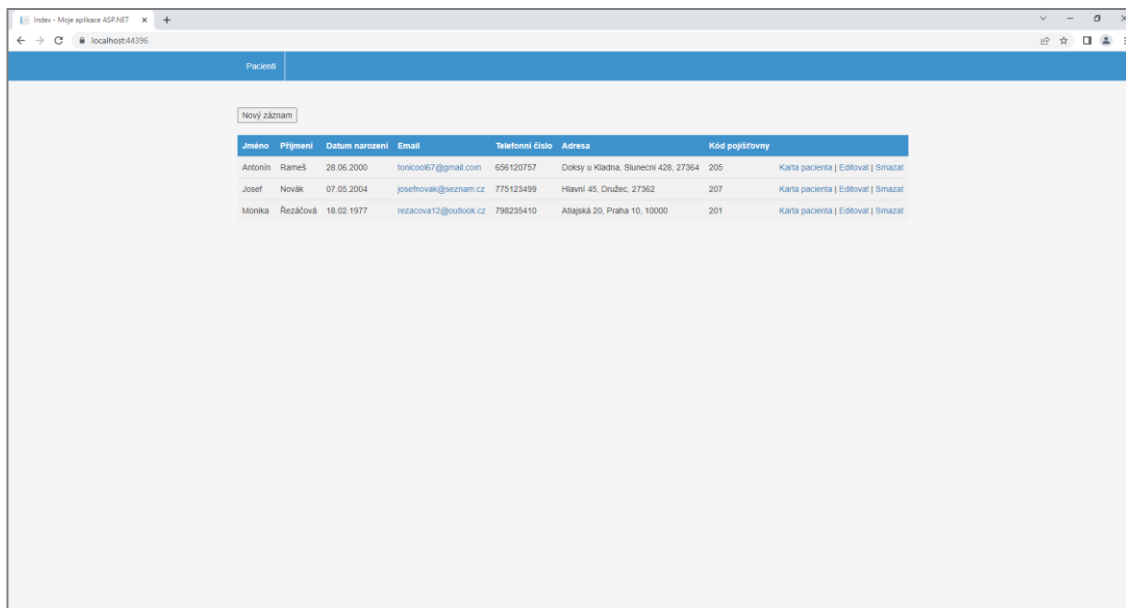 Index - Moje aplikace ASP.NET
localhost:44396
Pacienti
Nový záznam
Jméno Příjmení Datum narození Email Telefonní číslo Adresa Kód pojišťovny
Antonín Rameš 28.06.2000 tonicool67@gmail.com 656120757 Doksy u Kladna, Slunecni 428, 27364 205 Karta pacienta | Editovat | Smazat
Josef Novák 07.05.2004 josefnovak@seznam.cz 775123499 Hlavní 45, Družec, 27362 207 Karta pacienta | Editovat | Smazat
Monika Řezáčová 18.02.1977 rezacova12@outlook.cz 798235410 Atlajská 20, Praha 10, 10000 201 Karta pacienta | Editovat | Smazat